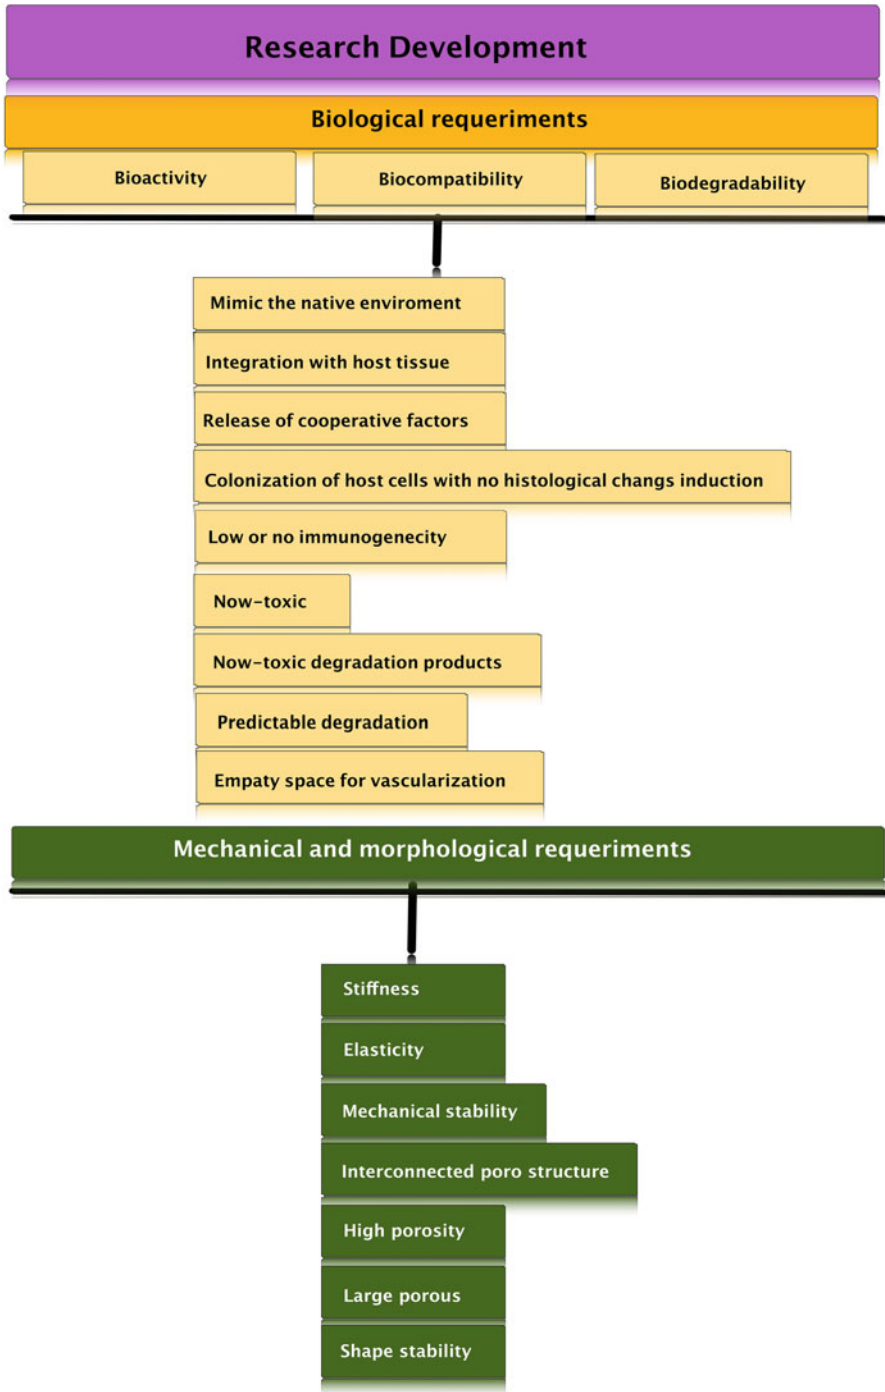 Research Development
Biological requeriments
Bioactivity
Biocompatibility
Biodegradability
Mimic the native enviroment
Integration with host tissue
Release of cooperative factors
Colonization of host cells with no histological changs induction
Low or no immunogenecity
Now-toxic
Now-toxic degradation products
Predictable degradation
Empaty space for vascularization
Mechanical and morphological requeriments
Stiffness
Elasticity
Mechanical stability
Interconnected poro structure
High porosity
Large porous
Shape stability